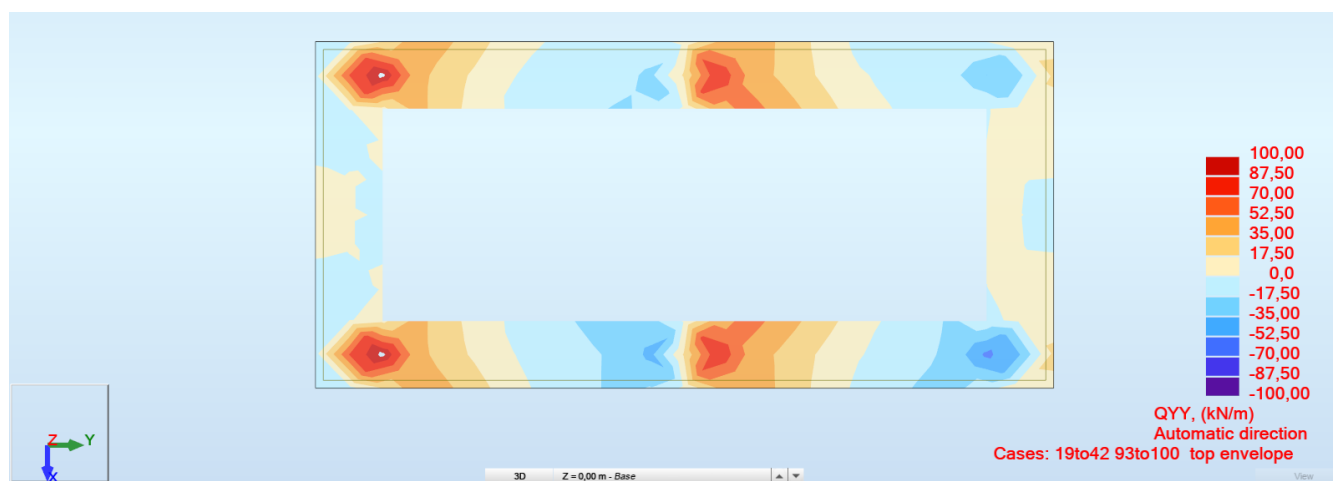 100,00
87,50
70,00
52,50
35,00
17,50
0,0
-17,50
-35,00
-52,50
-70,00
-87,50
-100,00
QYY, (kN/m)
Automatic direction
Cases: 19to42 93to100 top envelope
Z Y
X
3D Z = 0,00 m - Base
View